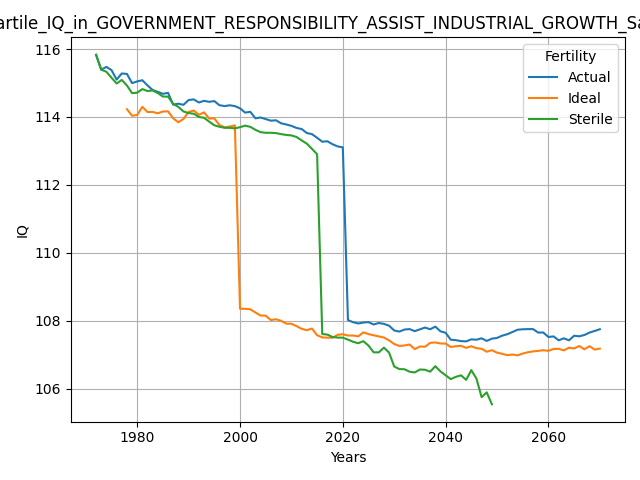 artile_IQ_in_GOVERNMENT_RESPONSIBILITY_ASSIST_INDUSTRIAL_GROWTH_Sa
116
114
112
110
108
106
IQ
1980
2000
2020
2040
2060
Years
Fertility
Actual
Ideal
Sterile